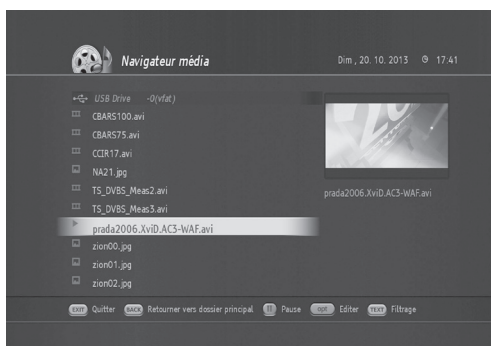 Navigateur média
Dim , 20. 10. 2013 17:41
USB Drive -0(vfat)
CBARS100.avi
CBARS75.avi
CCIR17.avi
NA21.jpg
TS_DVBS_Meas2.avi
TS_DVBS_Meas3.avi
prada2006.XviD.AC3-WAF.avi
zion00.jpg
zion01.jpg
zion02.jpg
prada2006.XviD.AC3-WAF.avi
EXIT Quitter BACK Retourner vers dossier principal Pause opt Editer TEXT Filtrage